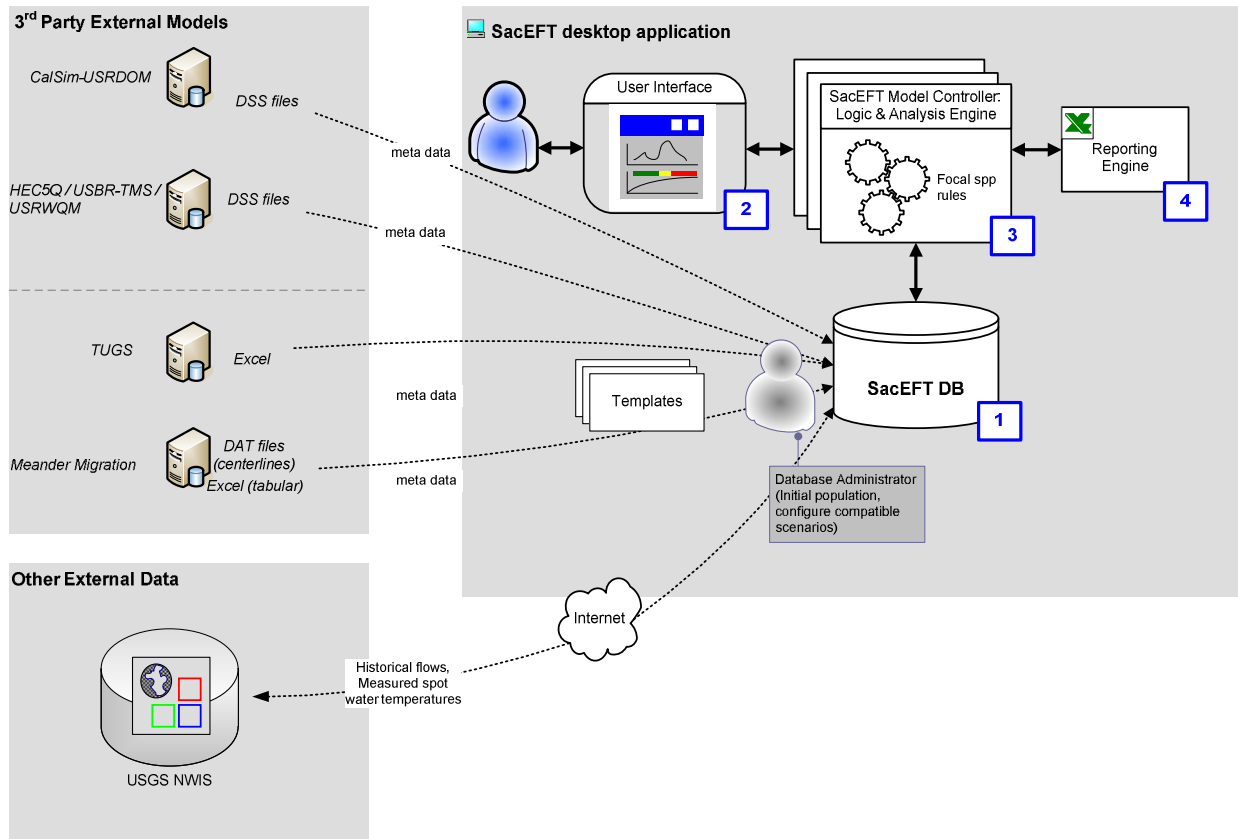 3rd Party External Models
CalSim-USRDOM
DSS files
meta data
HEC5Q / USBR-TMS /
USRWQM
DSS files
meta data
TUGS
Excel
meta data
Meander Migration
DAT files
(centerlines)
Excel (tabular)
meta data
Other External Data
USGS NWIS
Historical flows,
Measured spot
water temperatures
Internet
SacEFT desktop application
User Interface
2
SacEFT Model Controller:
Logic & Analysis Engine
Focal spp
rules
3
Reporting
Engine
4
Templates
SacEFT DB
1
Database Administrator
(Initial population,
configure compatible
scenarios)